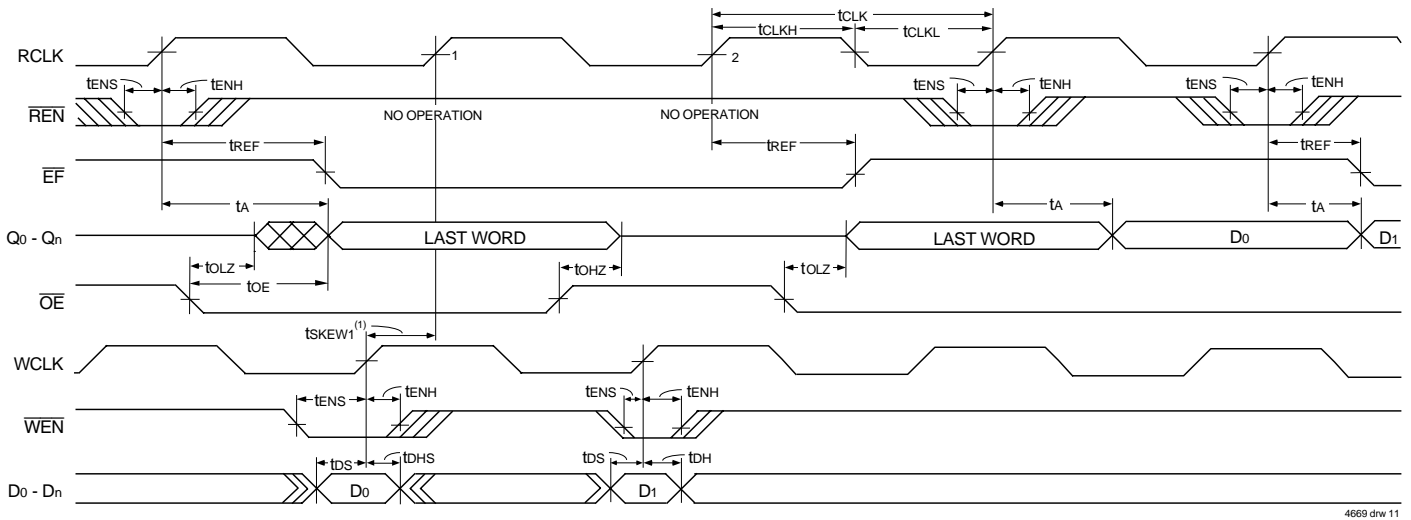 tCLK
tCLKH
tCLKL
RCLK
1
2
tENS
tENH
tENS
tENH
tENS
tENH
REN
NO OPERATION
NO OPERATION
tREF
tREF
tREF
EF
tA
tA
tA
Q0 - Qn
LAST WORD
LAST WORD
D0
D1
tOLZ
tOHZ
tOLZ
tOE
OE
tSKEW1(1)
WCLK
tENS
tENH
tENS
tENH
WEN
tDS
tDHS
tDS
tDH
D0 - Dn
D0
D1
4669 drw 11